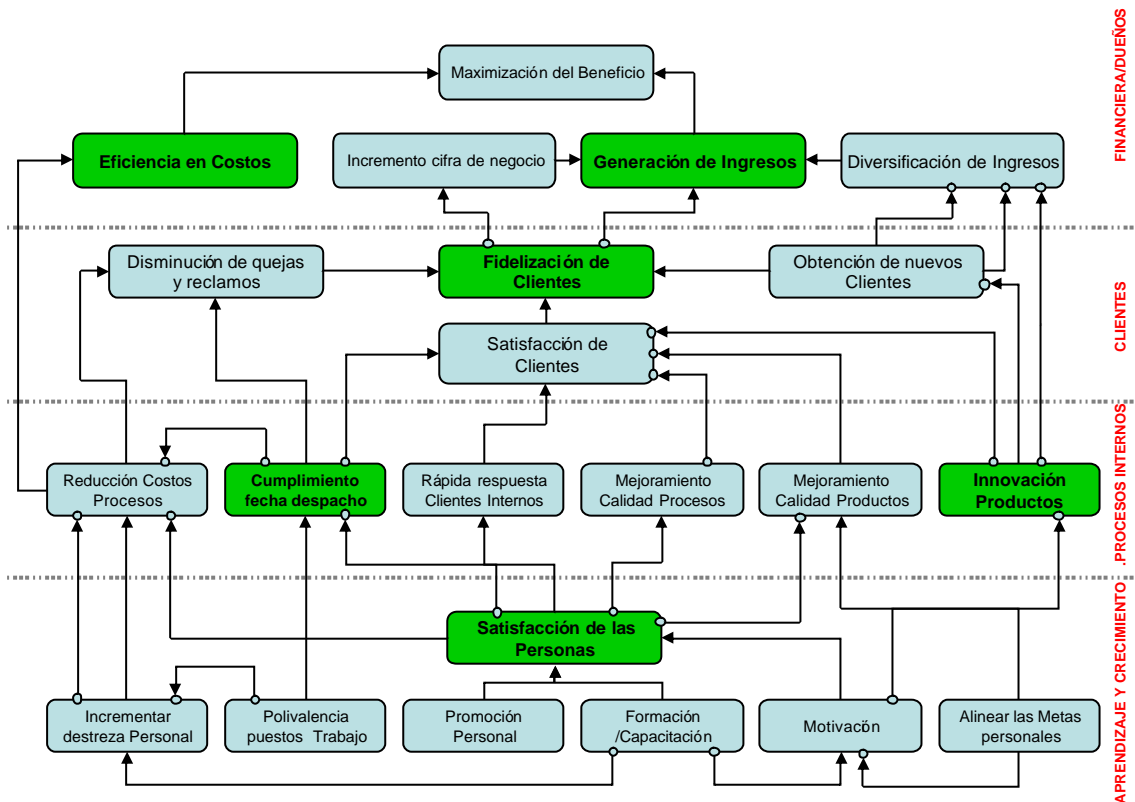 Maximización del Beneficio
FINANCIERA/DUEÑOS
Eficiencia en Costos
Incremento cifra de negocio
Generación de Ingresos
Diversificación de Ingresos
Disminución de quejas
y reclamos
Fidelización de
Clientes
Obtención de nuevos
Clientes
CLIENTES
Satisfacción de
Clientes
Reducción Costos
Procesos
Cumplimiento
fecha despacho
Rápida respuesta
Clientes Internos
Mejoramiento
Calidad Procesos
Mejoramiento
Calidad Productos
Innovación
Productos
.PROCESOS INTERNOS
Satisfacción de las
Personas
Incrementar
destreza Personal
Polivalencia
puestos Trabajo
Promoción
Personal
Formación
/Capacitación
Motivación
Alinear las Metas
personales
APRENDIZAJE Y CRECIMIENTO